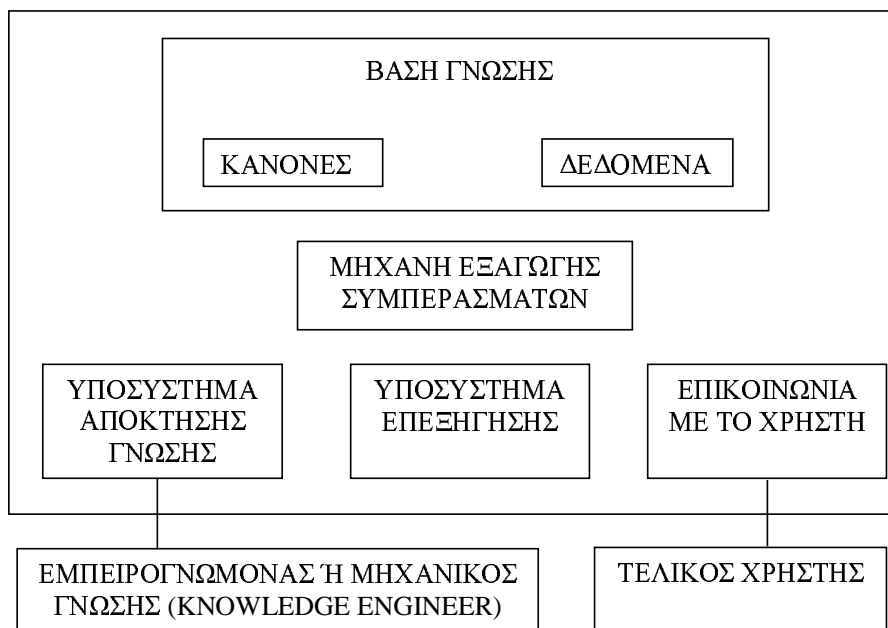 ΒΑΣΗ ΓΝΩΣΗΣ
ΚΑΝΟΝΕΣ
ΔΕΔΟΜΕΝΑ
ΜΗΧΑΝΗ ΕΞΑΓΩΓΗΣ
ΣΥΜΠΕΡΑΣΜΑΤΩΝ
ΥΠΟΣΥΣΤΗΜΑ
ΑΠΟΚΤΗΣΗΣ
ΓΝΩΣΗΣ
ΥΠΟΣΥΣΤΗΜΑ
ΕΠΕΞΗΓΗΣΗΣ
ΕΠΙΚΟΙΝΩΝΙΑ
ΜΕ ΤΟ ΧΡΗΣΤΗ
ΕΜΠΕΙΡΟΓΝΩΜΟΝΑΣ Ή ΜΗΧΑΝΙΚΟΣ
ΓΝΩΣΗΣ (KNOWLEDGE ENGINEER)
ΤΕΛΙΚΟΣ ΧΡΗΣΤΗΣ